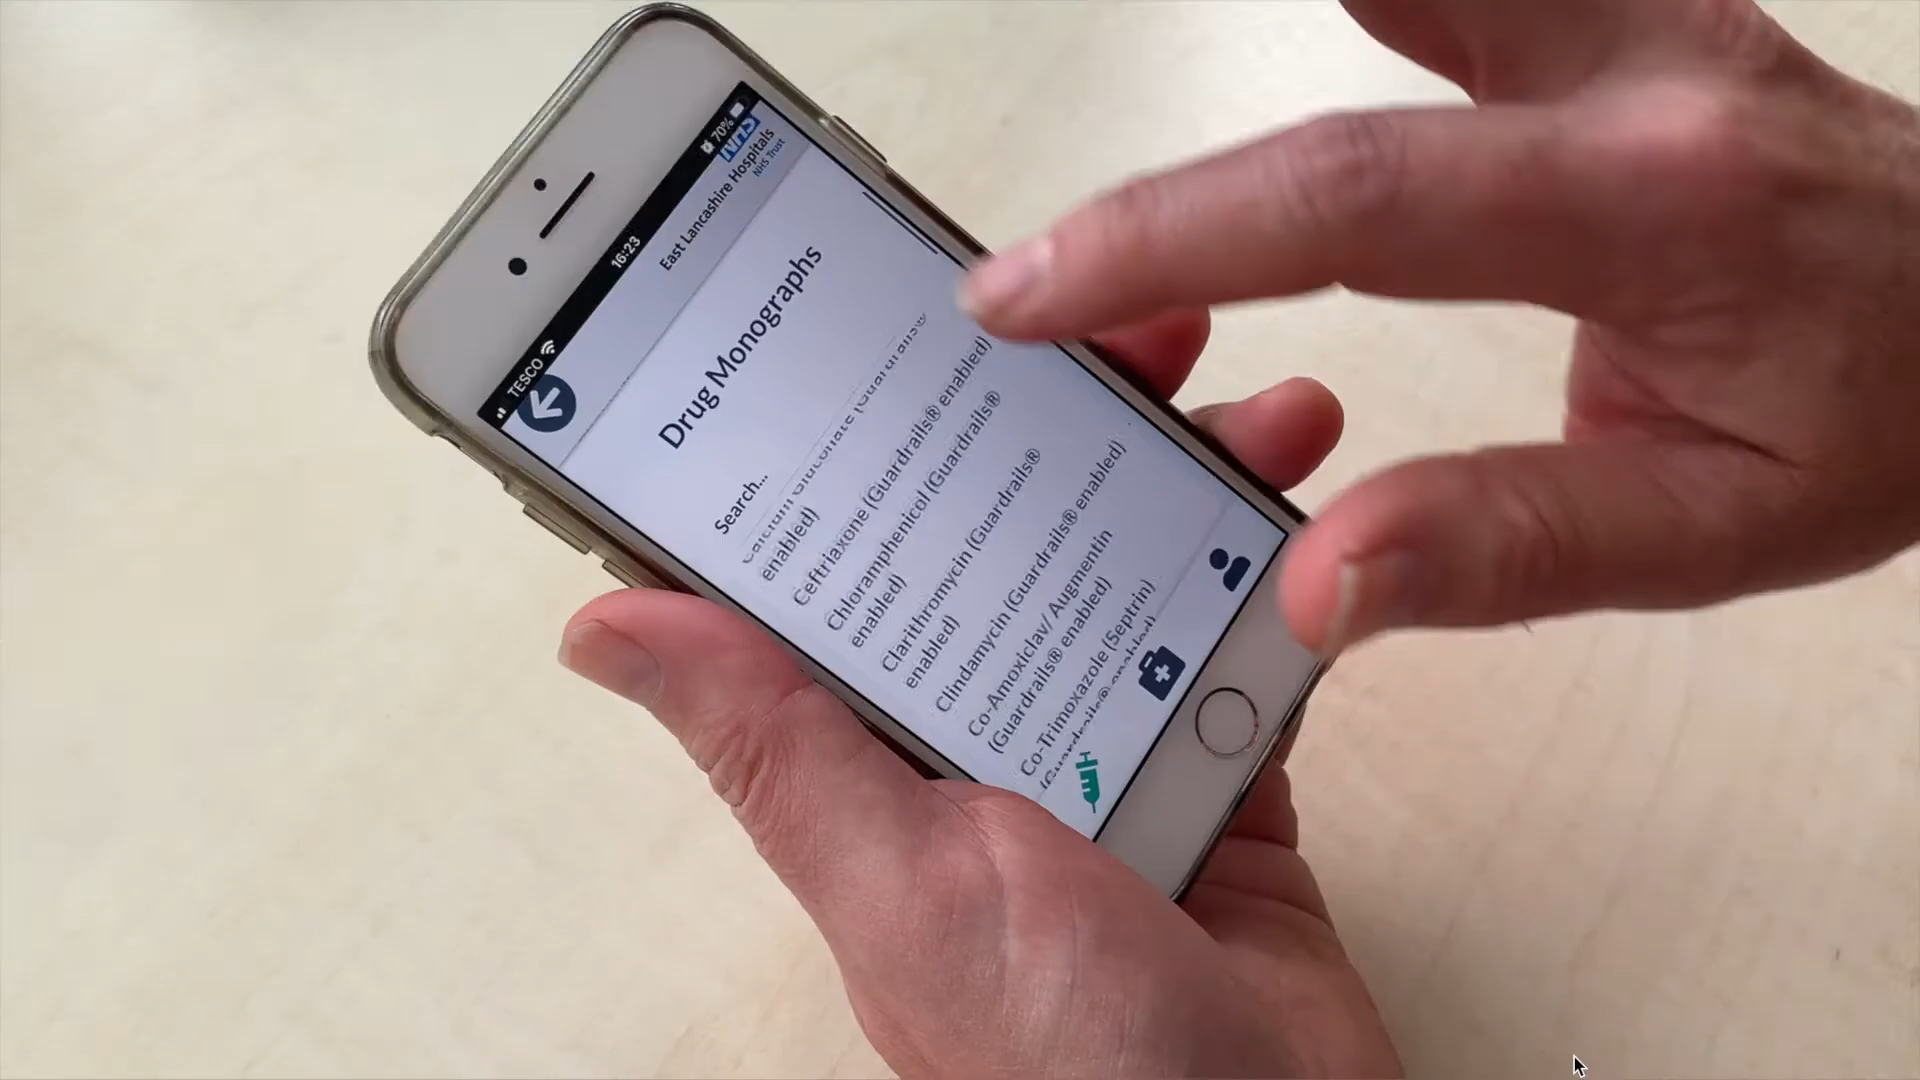 TESCO 16:23 70%
NHS
East Lancashire Hospitals
NHS Trust
Drug Monographs
Search...
enabled)
Ceftriaxone (Guardrails® enabled)
Chloramphenicol (Guardrails®
enabled)
Clarithromycin (Guardrails®
enabled)
Clindamycin (Guardrails® enabled)
Co-Amoxiclav/ Augmentin
(Guardrails® enabled)
Co-Trimoxazole (Septrin)